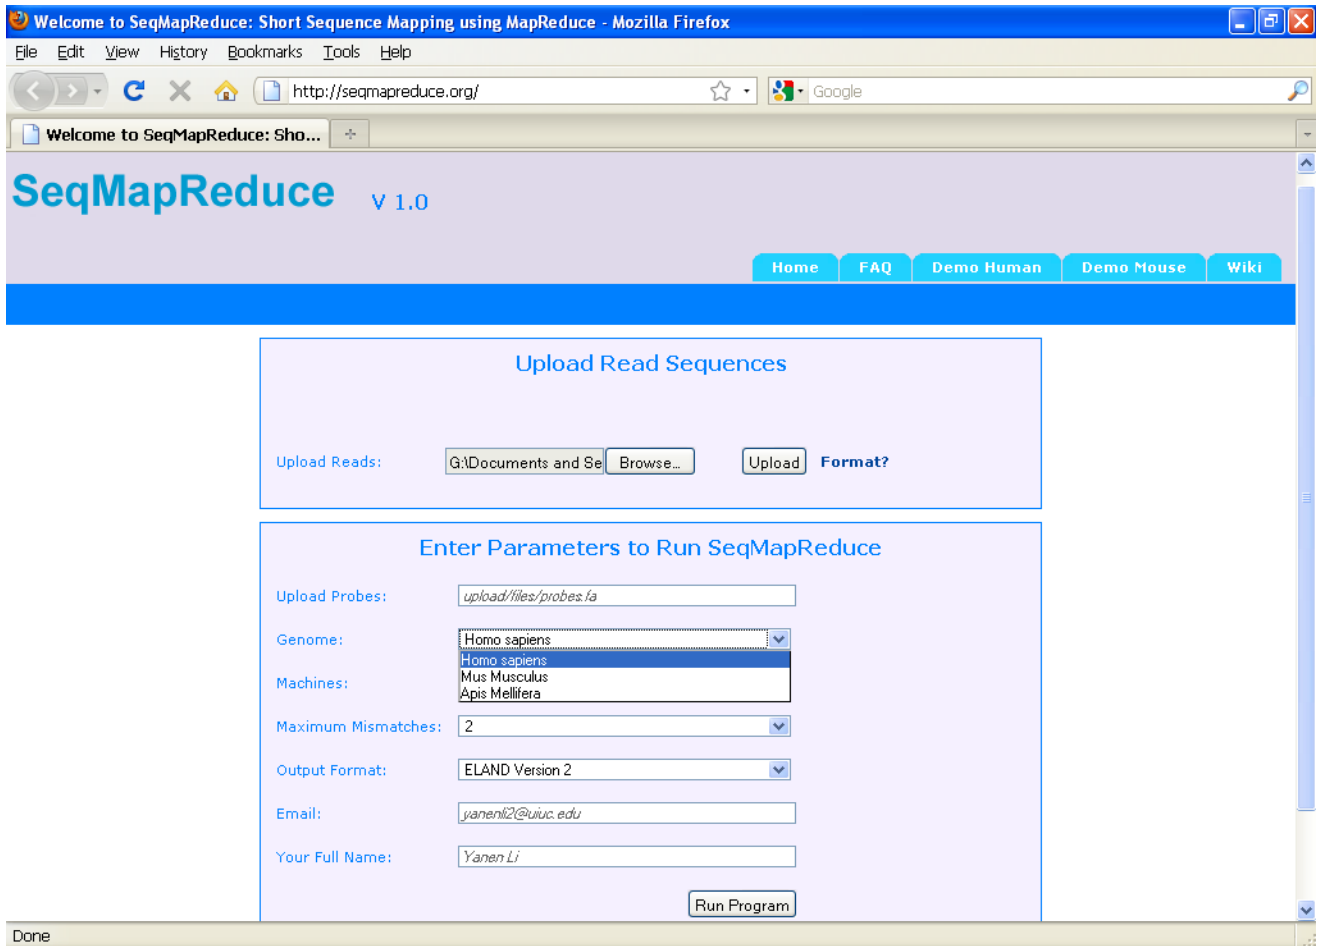 Welcome to SeqMapReduce: Short Sequence Mapping using MapReduce - Mozilla Firefox
File Edit View History Bookmarks Tools Help
http://seqmapreduce.org/ Google
Welcome to SeqMapReduce: Sho...
SeqMapReduce V 1.0
Home FAQ Demo Human Demo Mouse Wiki
Upload Read Sequences
Upload Reads: G:\Documents and Se Browse... Upload Format?
Enter Parameters to Run SeqMapReduce
Upload Probes: upload/files/probes.fa
Genome: Homo sapiens
Homo sapiens
Mus Musculus
Machines:
Apis Mellifera
Maximum Mismatches: 2
Output Format: ELAND Version 2
Email: yanenli2@uiuc.edu
Your Full Name: Yanen Li
Run Program
Done